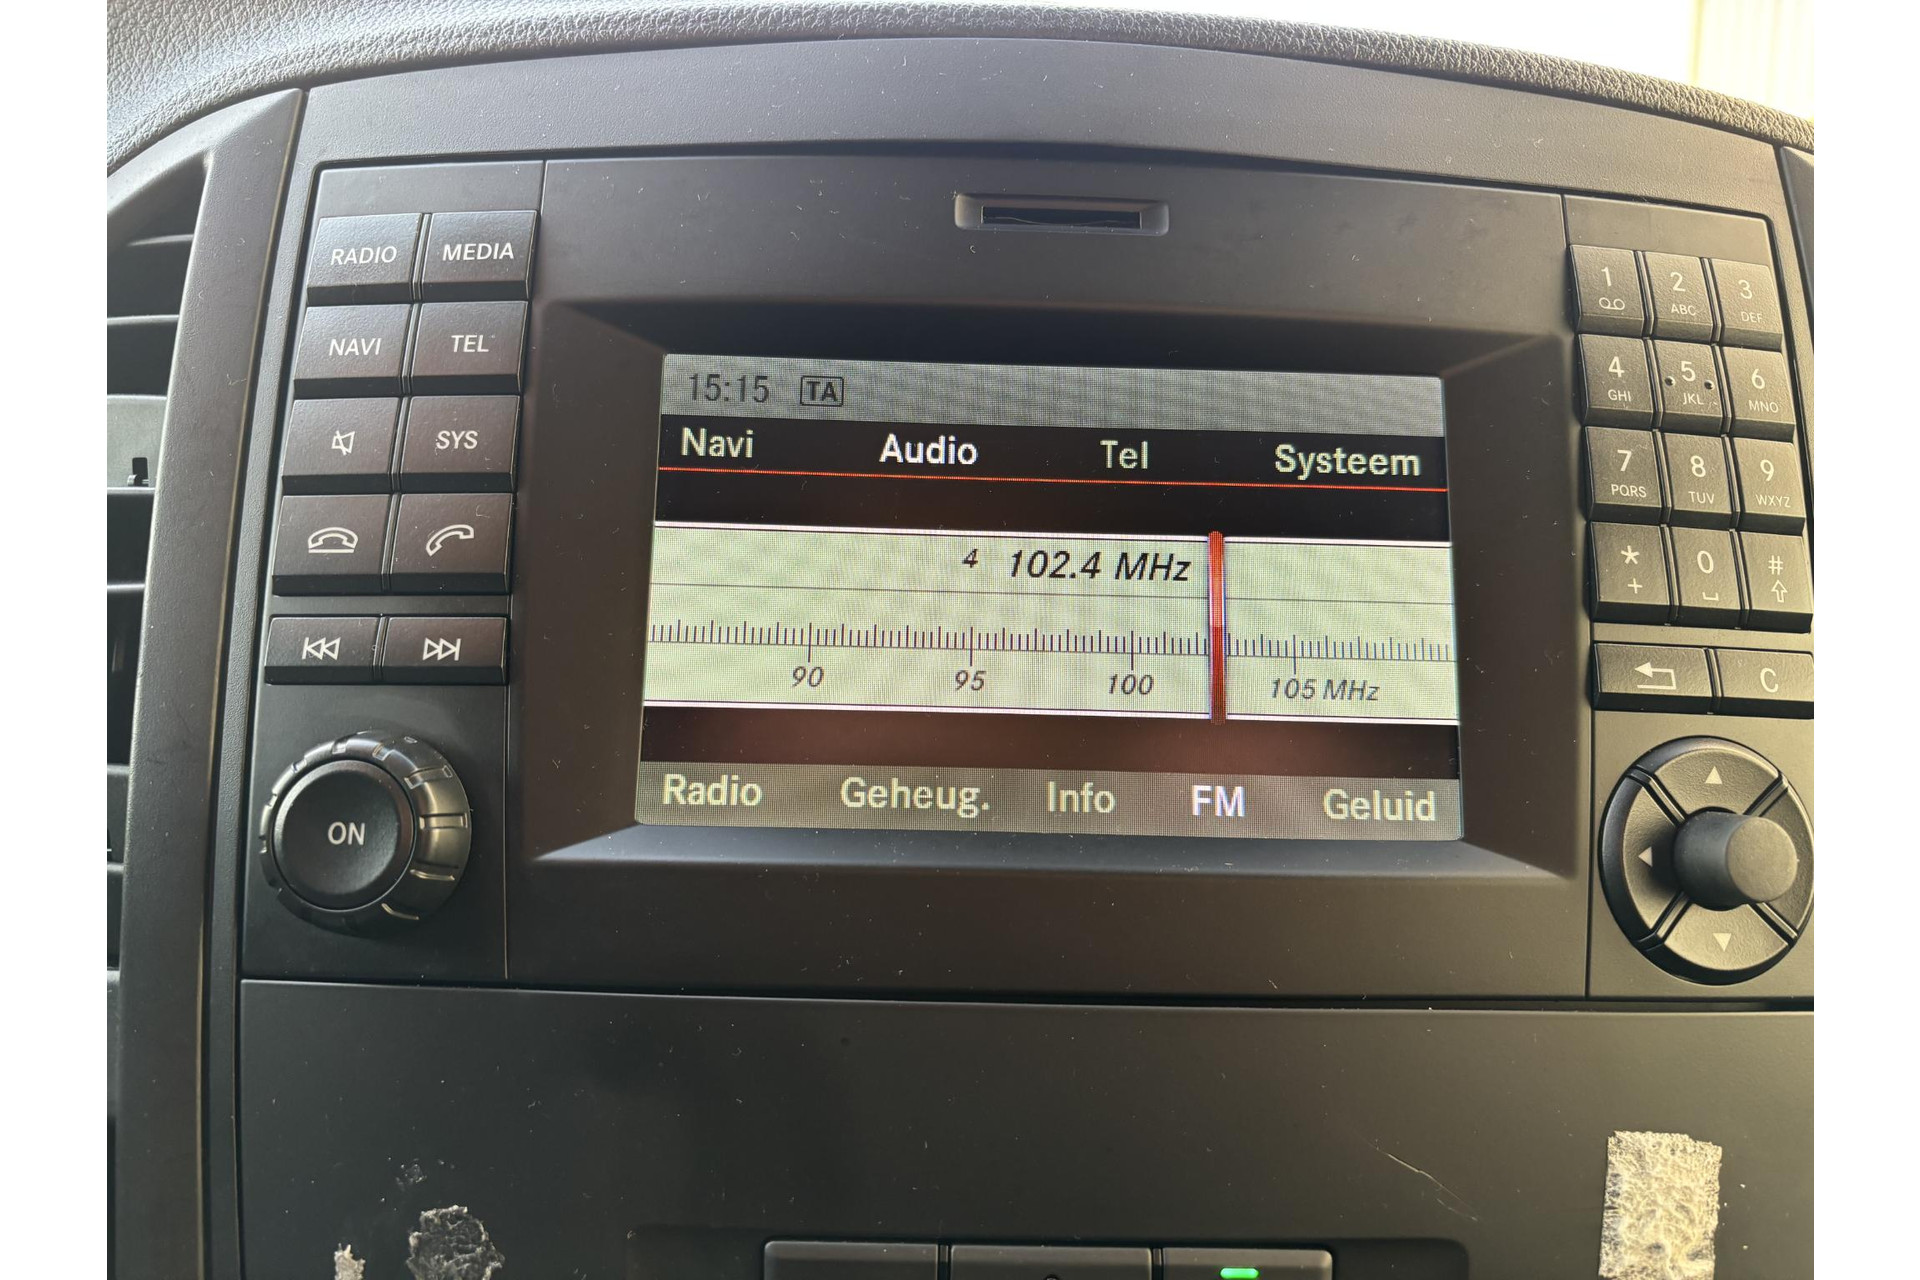 RADIO MEDIA
NAVI TEL
SYS
ON
15:15 TA
Navi Audio Tel Systeem
4 102.4 MHz
90 95 100 105 MHz
Radio Geheug. Info FM Geluid
1 2 3
ABC DEF
4 5 6
GHI JKL MNO
7 8 9
PQRS TUV WXYZ
* 0 #
+
C